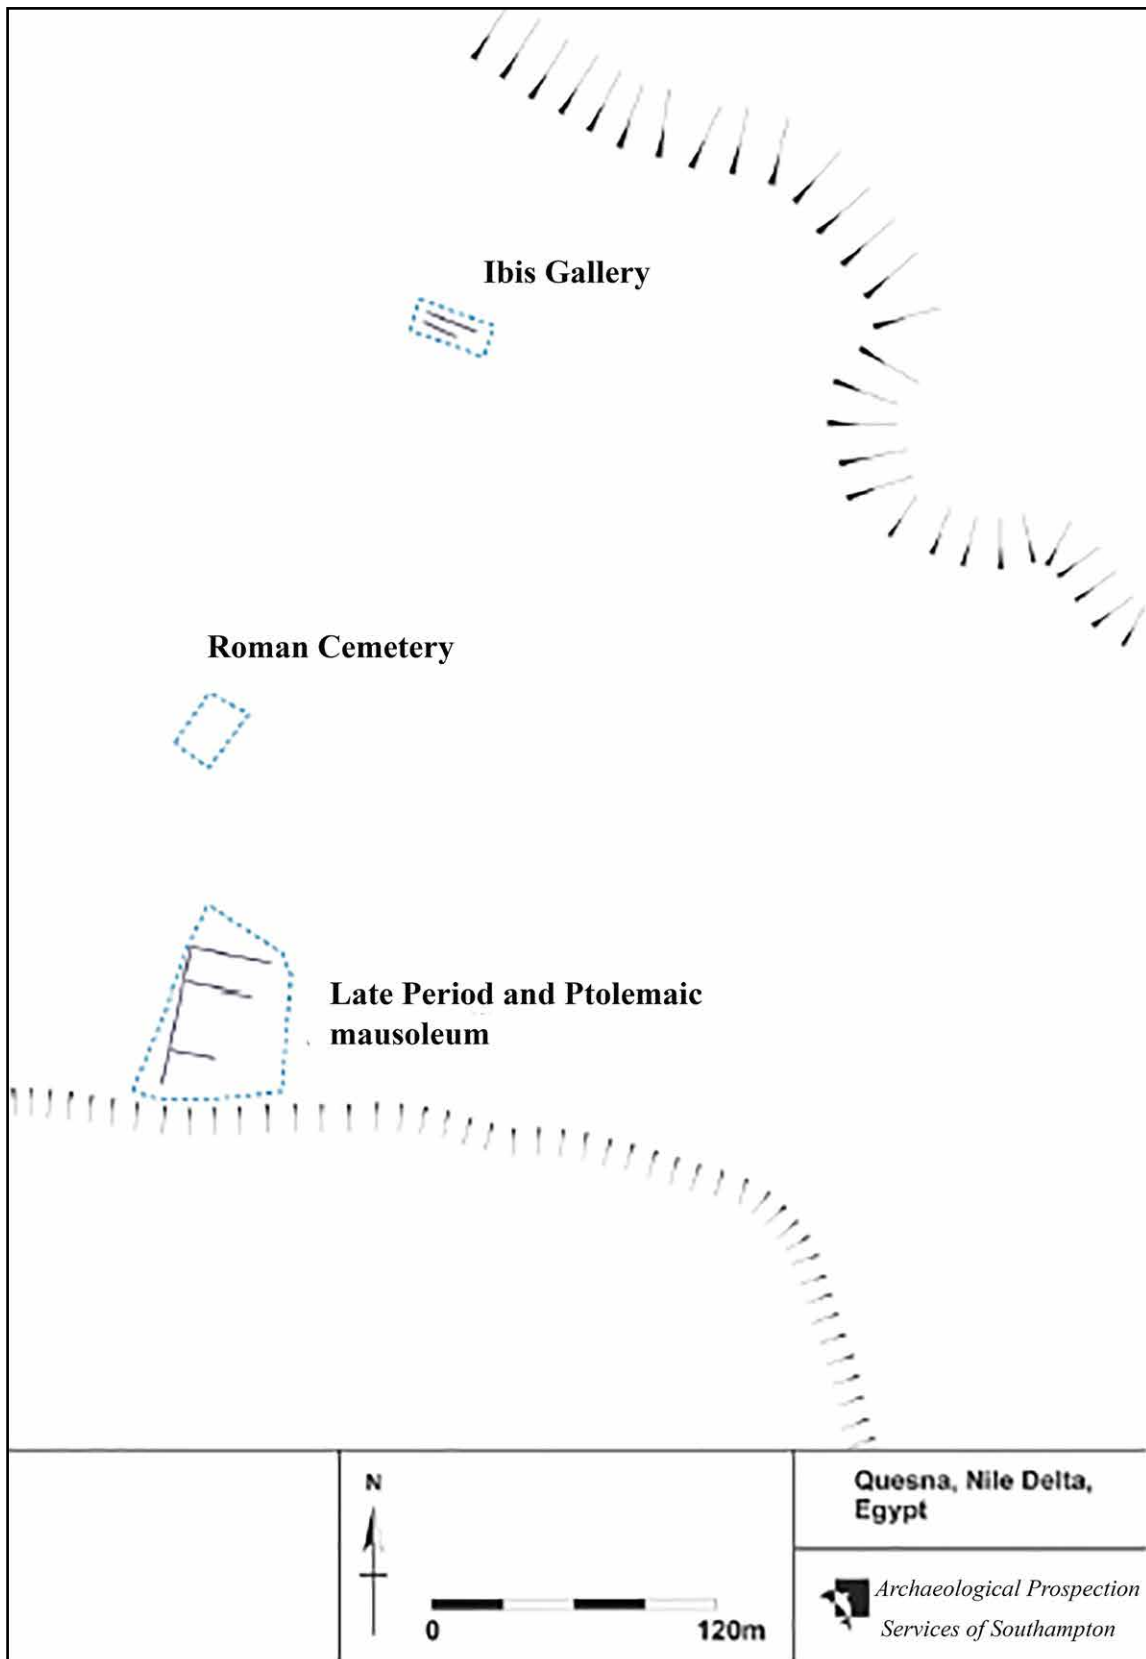 Ibis Gallery
Roman Cemetery
Late Period and Ptolemaic
mausoleum
N
0
120m
Quesna, Nile Delta,
Egypt
Archaeological Prospection
Services of Southampton